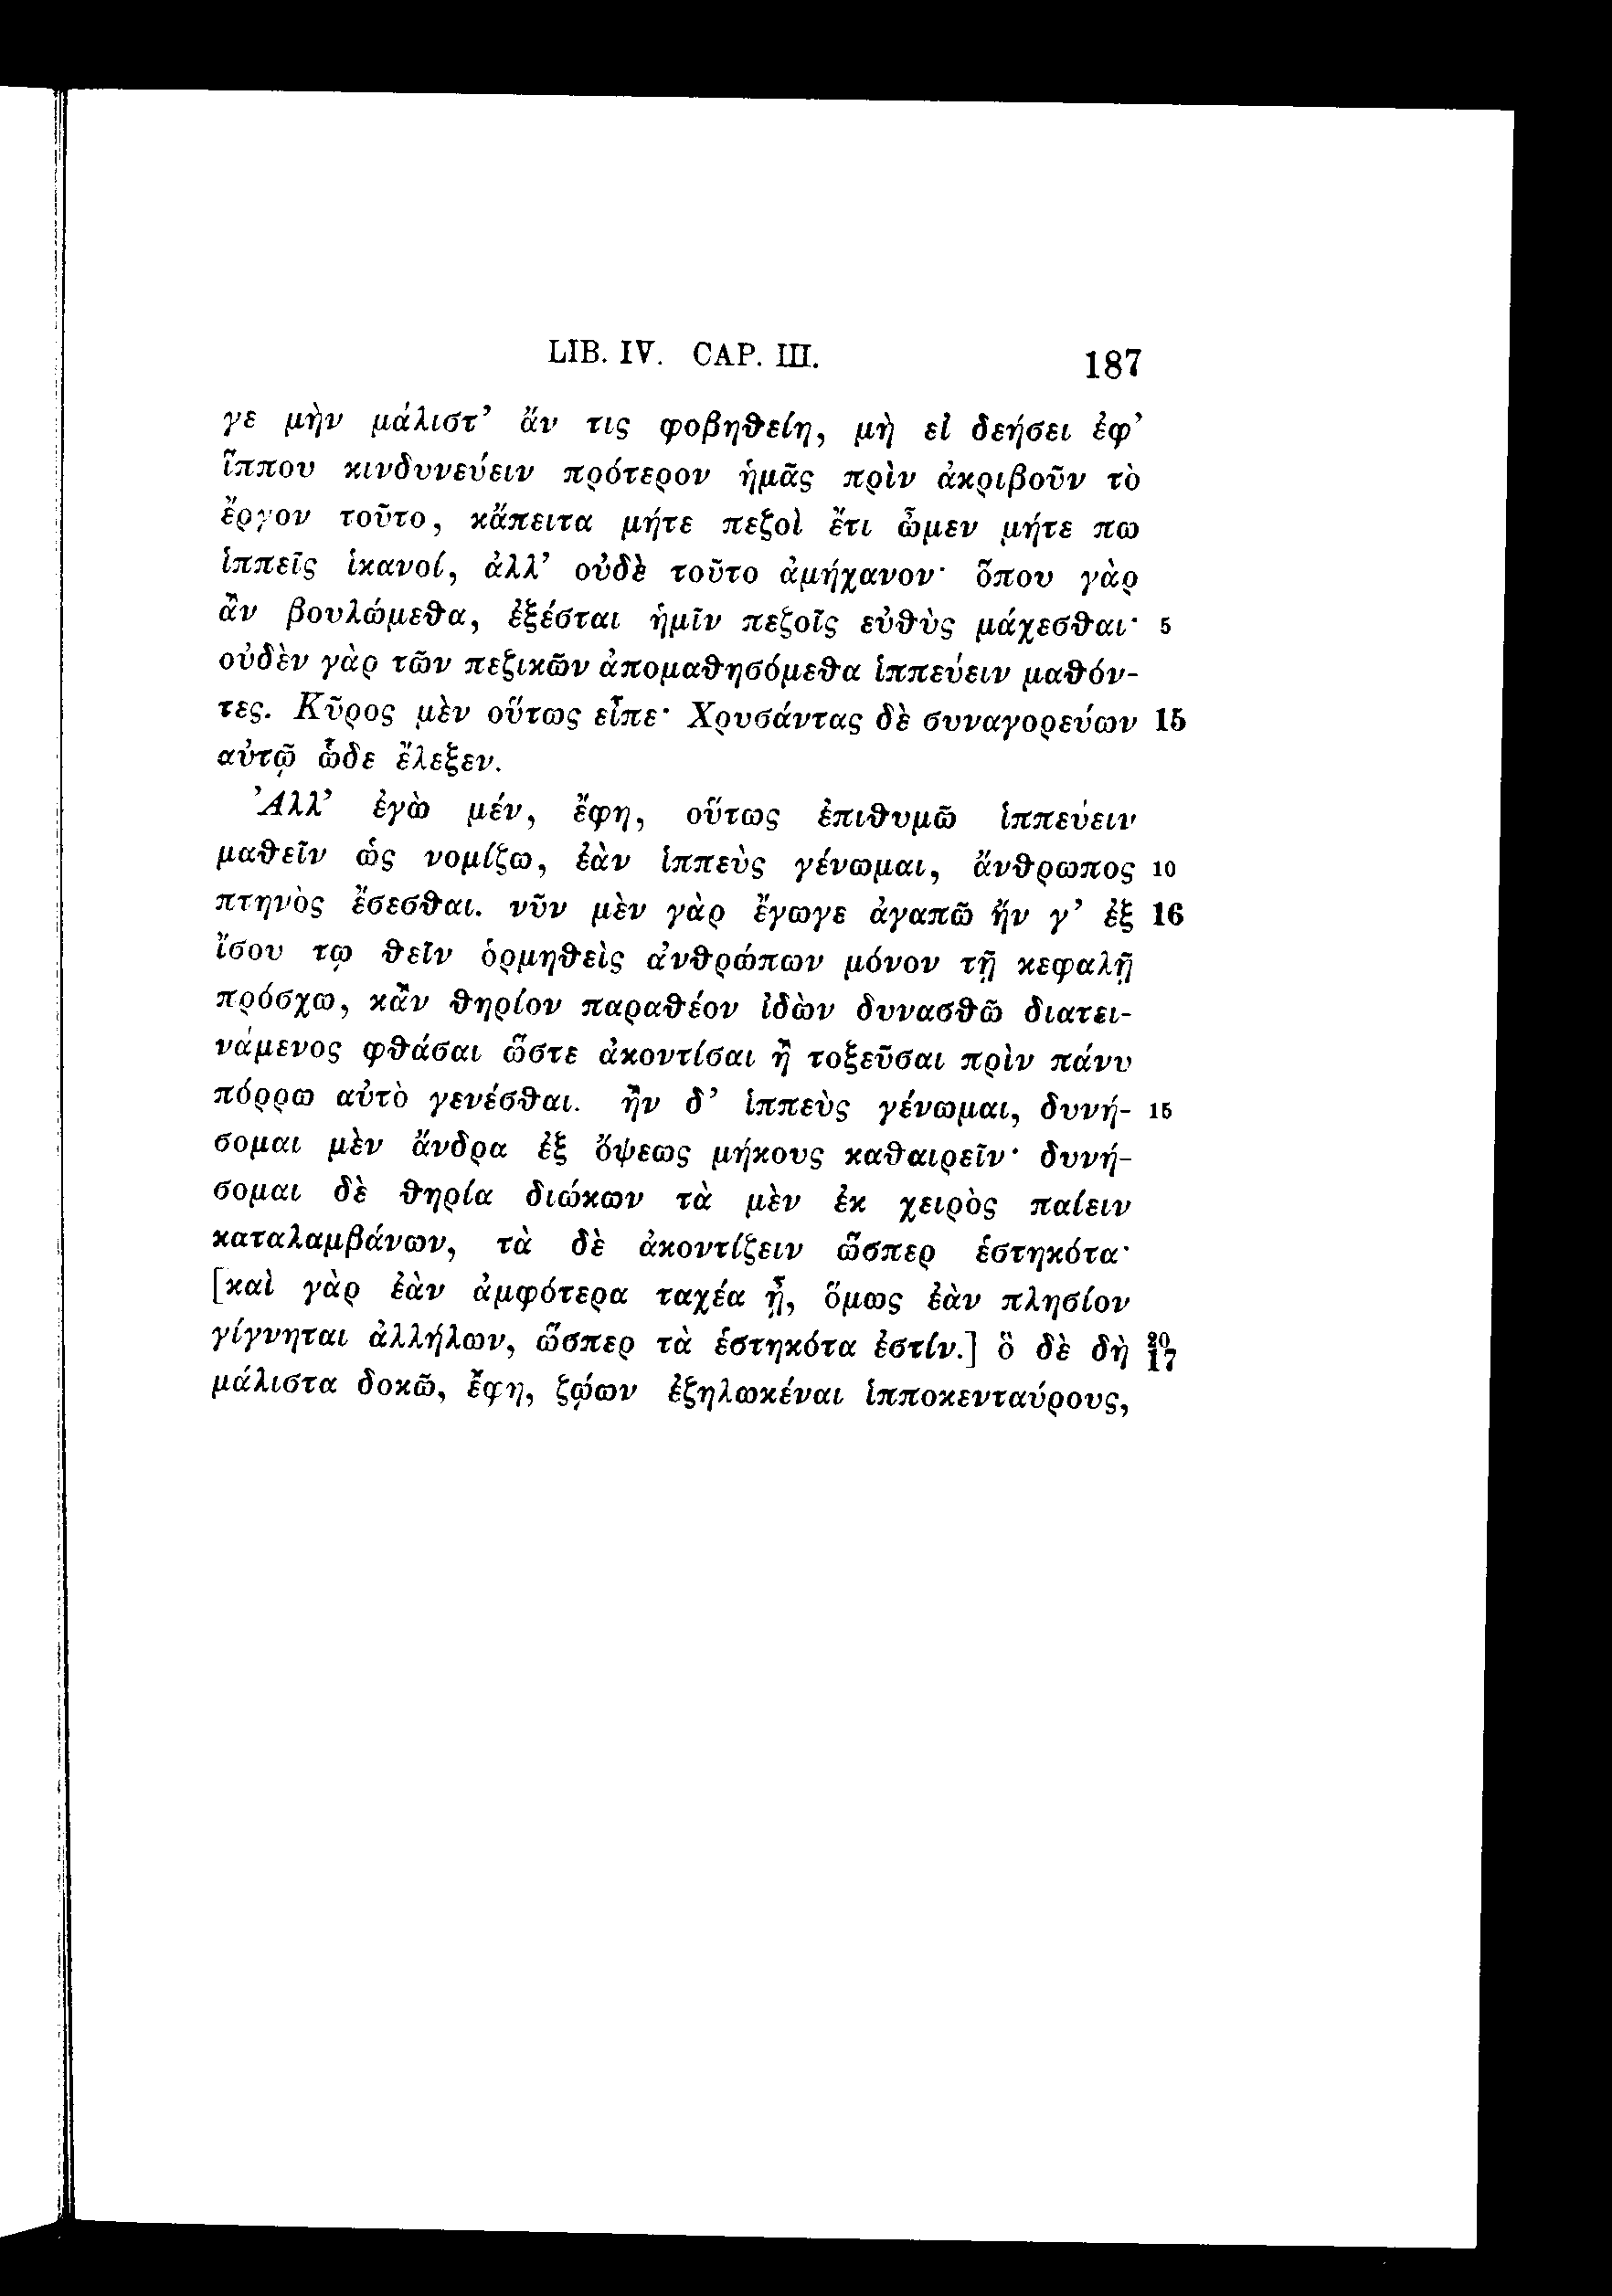 LIB. IV. CAP. III. 187
γε μὴν μάλιστ’ ἄν τις φοβηθείη, μὴ εἰ δεήσει ἐφ’
ἵππου κινδυνεύειν πρότερον ἡμᾶς πρὶν ἀκριβοῦν τὸ
ἔργον τοῦτο, κἄπειτα μήτε πεζοὶ ἔτι ὦμεν μήτε πω
ἱππεῖς ἱκανοί, ἀλλ’ οὐδὲ τοῦτο ἀμήχανον· ὅπου γὰρ
ἂν βουλώμεθα, ἐξέσται ἡμῖν πεζοῖς εὐθὺς μάχεσθαι· 5
οὐδὲν γὰρ τῶν πεζικῶν ἀπομαθησόμεθα ἱππεύειν μαθόν-
τες. Κῦρος μὲν οὕτως εἶπε· Χρυσάντας δὲ συναγορεύων 15
αὐτῷ ὧδε ἔλεξεν.
Ἀλλ’ ἐγὼ μέν, ἔφη, οὕτως ἐπιθυμῶ ἱππεύειν
μαθεῖν ὡς νομίζω, ἐὰν ἱππεὺς γένωμαι, ἄνθρωπος 10
πτηνὸς ἔσεσθαι. νῦν μὲν γὰρ ἔγωγε ἀγαπῶ ἤν γ’ ἐξ 16
ἴσου τῳ θεῖν ὁρμηθεὶς ἀνθρώπων μόνον τῇ κεφαλῇ
πρόσχω, κἂν θηρίον παραθέον ἰδὼν δυνασθῶ διατει-
νάμενος φθάσαι ὥστε ἀκοντίσαι ἢ τοξεῦσαι πρὶν πάνυ
πόρρω αὐτὸ γενέσθαι. ἢν δ’ ἱππεὺς γένωμαι, δυνή- 15
σομαι μὲν ἄνδρα ἐξ ὄψεως μήκους καθαιρεῖν· δυνή-
σομαι δὲ θηρία διώκων τὰ μὲν ἐκ χειρὸς παίειν
καταλαμβάνων, τὰ δὲ ἀκοντίζειν ὥσπερ ἑστηκότα·
[καὶ γὰρ ἐὰν ἀμφότερα ταχέα ᾖ, ὅμως ἐὰν πλησίον
γίγνηται ἀλλήλων, ὥσπερ τὰ ἑστηκότα ἐστίν.] ὃ δὲ δὴ 20 17
μάλιστα δοκῶ, ἔφη, ζῴων ἐζηλωκέναι ἱπποκενταύρους,